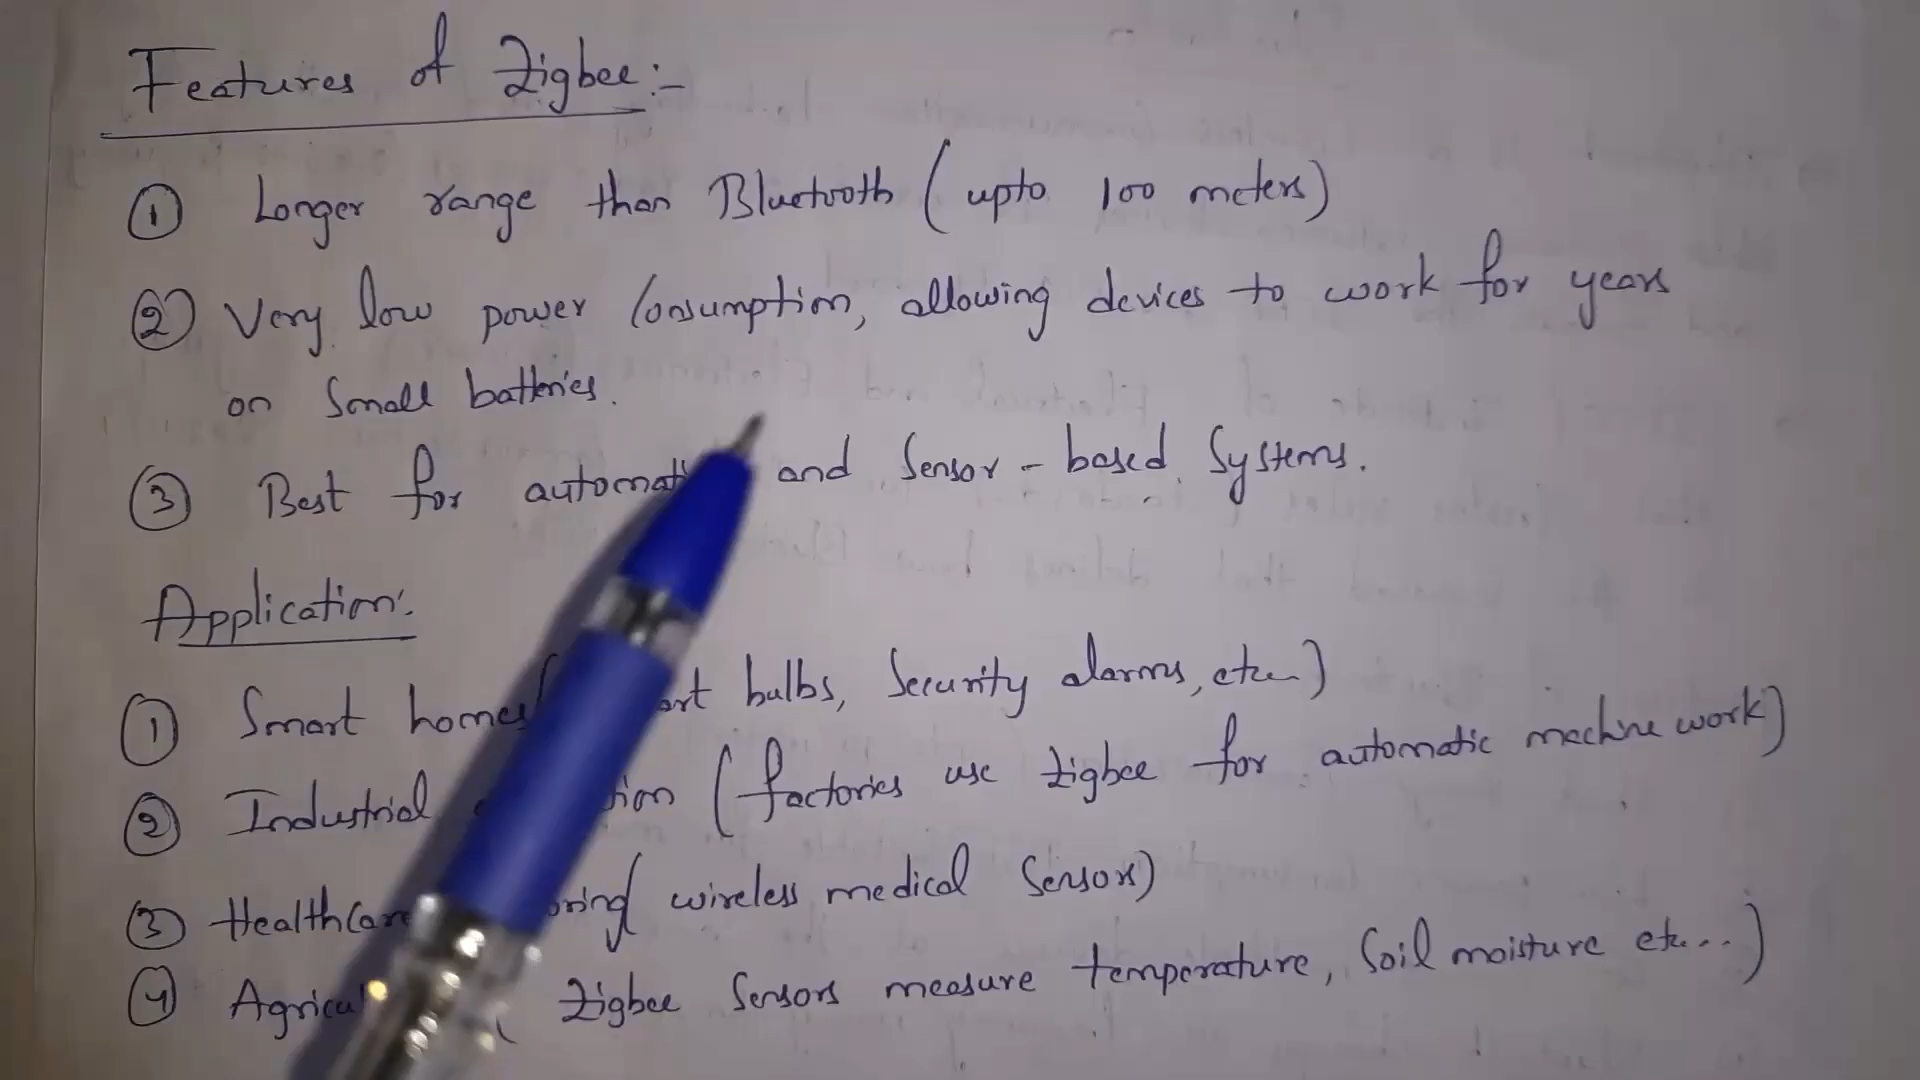 Features of Zigbee:-
① Longer range than Bluetooth (upto 100 meters)
② Very low power Consumption, allowing devices to work for years
on Small batteries.
③ Best for and Sensor-based Systems.
Application:
① Smart homes( bulbs, Security alarms, etc...)
② Industrial (factories use Zigbee for automatic machine work)
③ Healthcare (wireless medical Sensors)
④ ( Zigbee Sensors measure temperature, Soil moisture etc...)